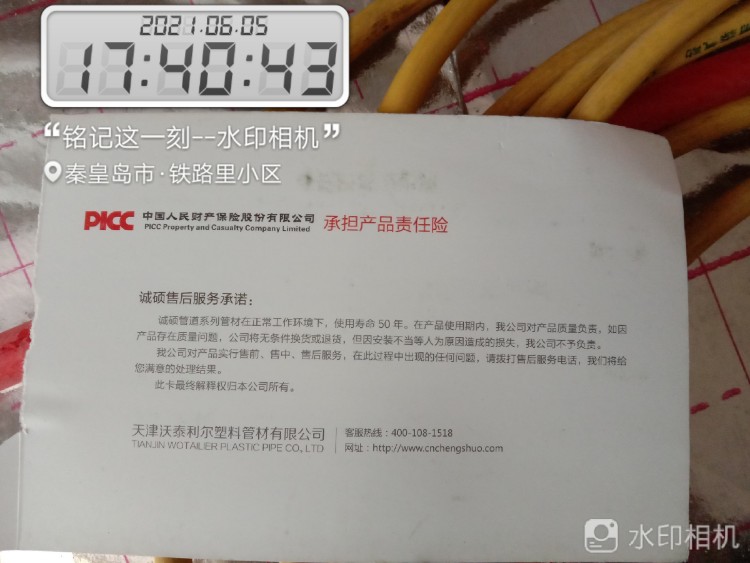 2021.06.05
17:40:43
“铭记这一刻--水印相机”
秦皇岛市·铁路里小区
PICC 中国人民财产保险股份有限公司 承担产品责任险
PICC Property and Casualty Company Limited
诚硕售后服务承诺：
诚硕管道系列管材在正常工作环境下，使用寿命 50 年。在产品使用期内，我公司对产品质量负责，如因
产品存在质量问题，公司将无条件换货或退货，但因安装不当等人为原因造成的损失，我公司不予负责。
我公司对产品实行售前、售中、售后服务，在此过程中出现的任何问题，请拨打售后服务电话，我们将给
您满意的处理结果。
此卡最终解释权归本公司所有。
天津沃泰利尔塑料管材有限公司
TIANJIN WOTAILIER PLASTIC PIPE CO., LTD
客服热线：400-108-1518
网址：http://www.cnchengshuo.com
水印相机